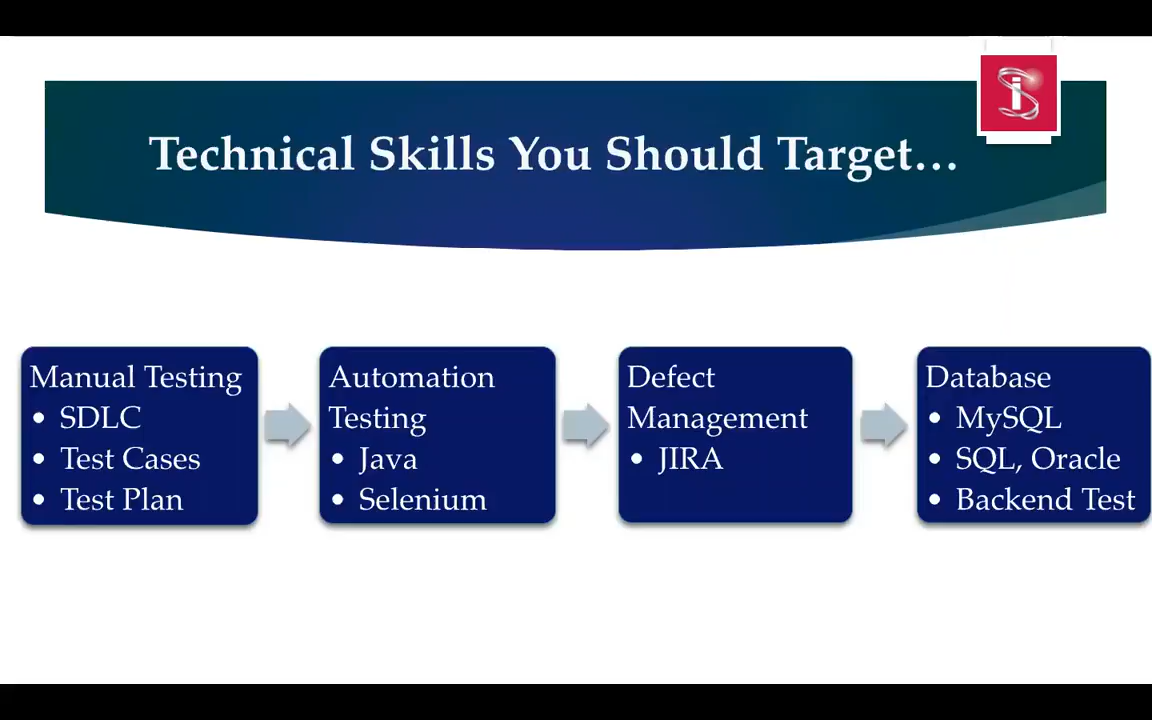 Technical Skills You Should Target...
Manual Testing
• SDLC
• Test Cases
• Test Plan
Automation
Testing
• Java
• Selenium
Defect
Management
• JIRA
Database
• MySQL
• SQL, Oracle
• Backend Test